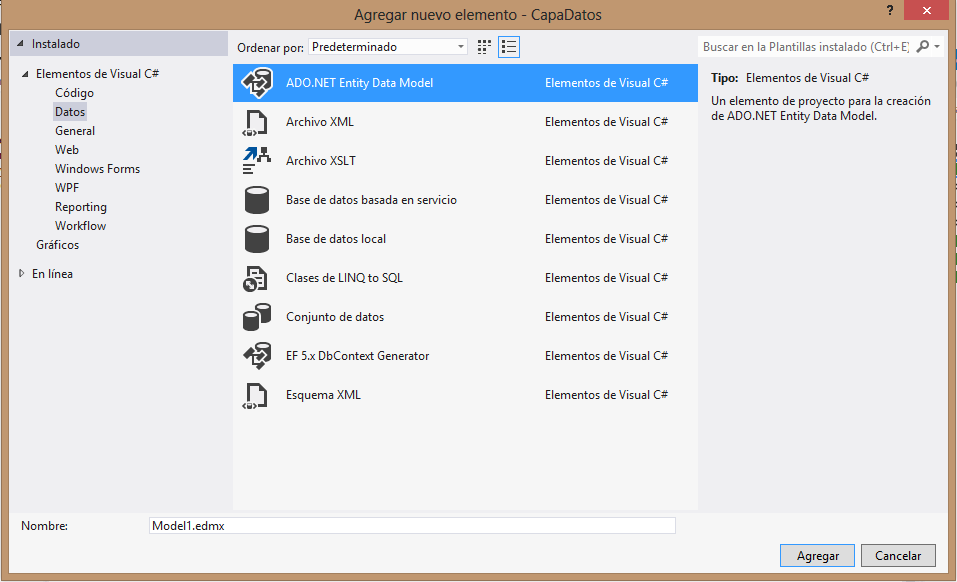 Agregar nuevo elemento - CapaDatos
?
Instalado
Elementos de Visual C#
Código
Datos
General
Web
Windows Forms
WPF
Reporting
Workflow
Gráficos
En línea
Ordenar por: Predeterminado
ADO.NET Entity Data Model Elementos de Visual C#
Archivo XML Elementos de Visual C#
Archivo XSLT Elementos de Visual C#
Base de datos basada en servicio Elementos de Visual C#
Base de datos local Elementos de Visual C#
Clases de LINQ to SQL Elementos de Visual C#
Conjunto de datos Elementos de Visual C#
EF 5.x DbContext Generator Elementos de Visual C#
Esquema XML Elementos de Visual C#
Buscar en la Plantillas instalado (Ctrl+E)
Tipo: Elementos de Visual C#
Un elemento de proyecto para la creación
de ADO.NET Entity Data Model.
Nombre: Model1.edmx
Agregar Cancelar